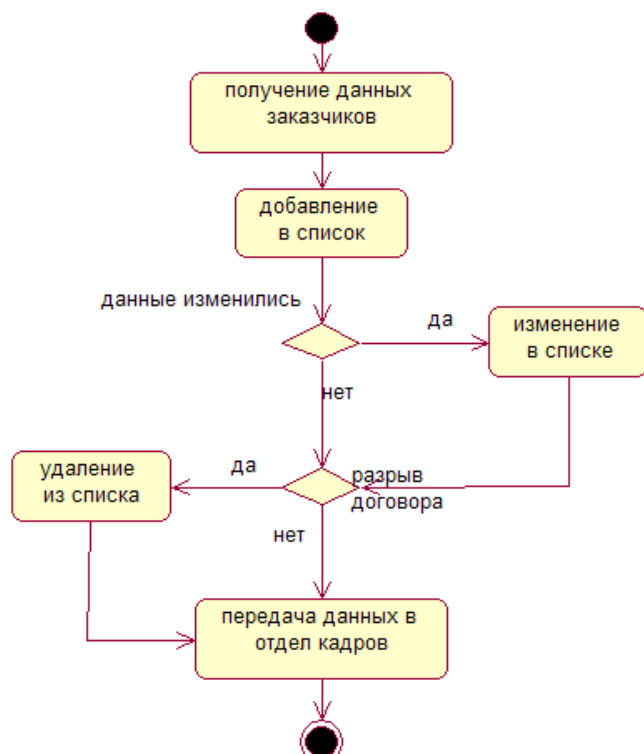 получение данных
заказчиков
добавление
в список
данные изменились
да
изменение
в списке
нет
удаление
из списка
да
разрыв
договора
нет
передача данных в
отдел кадров